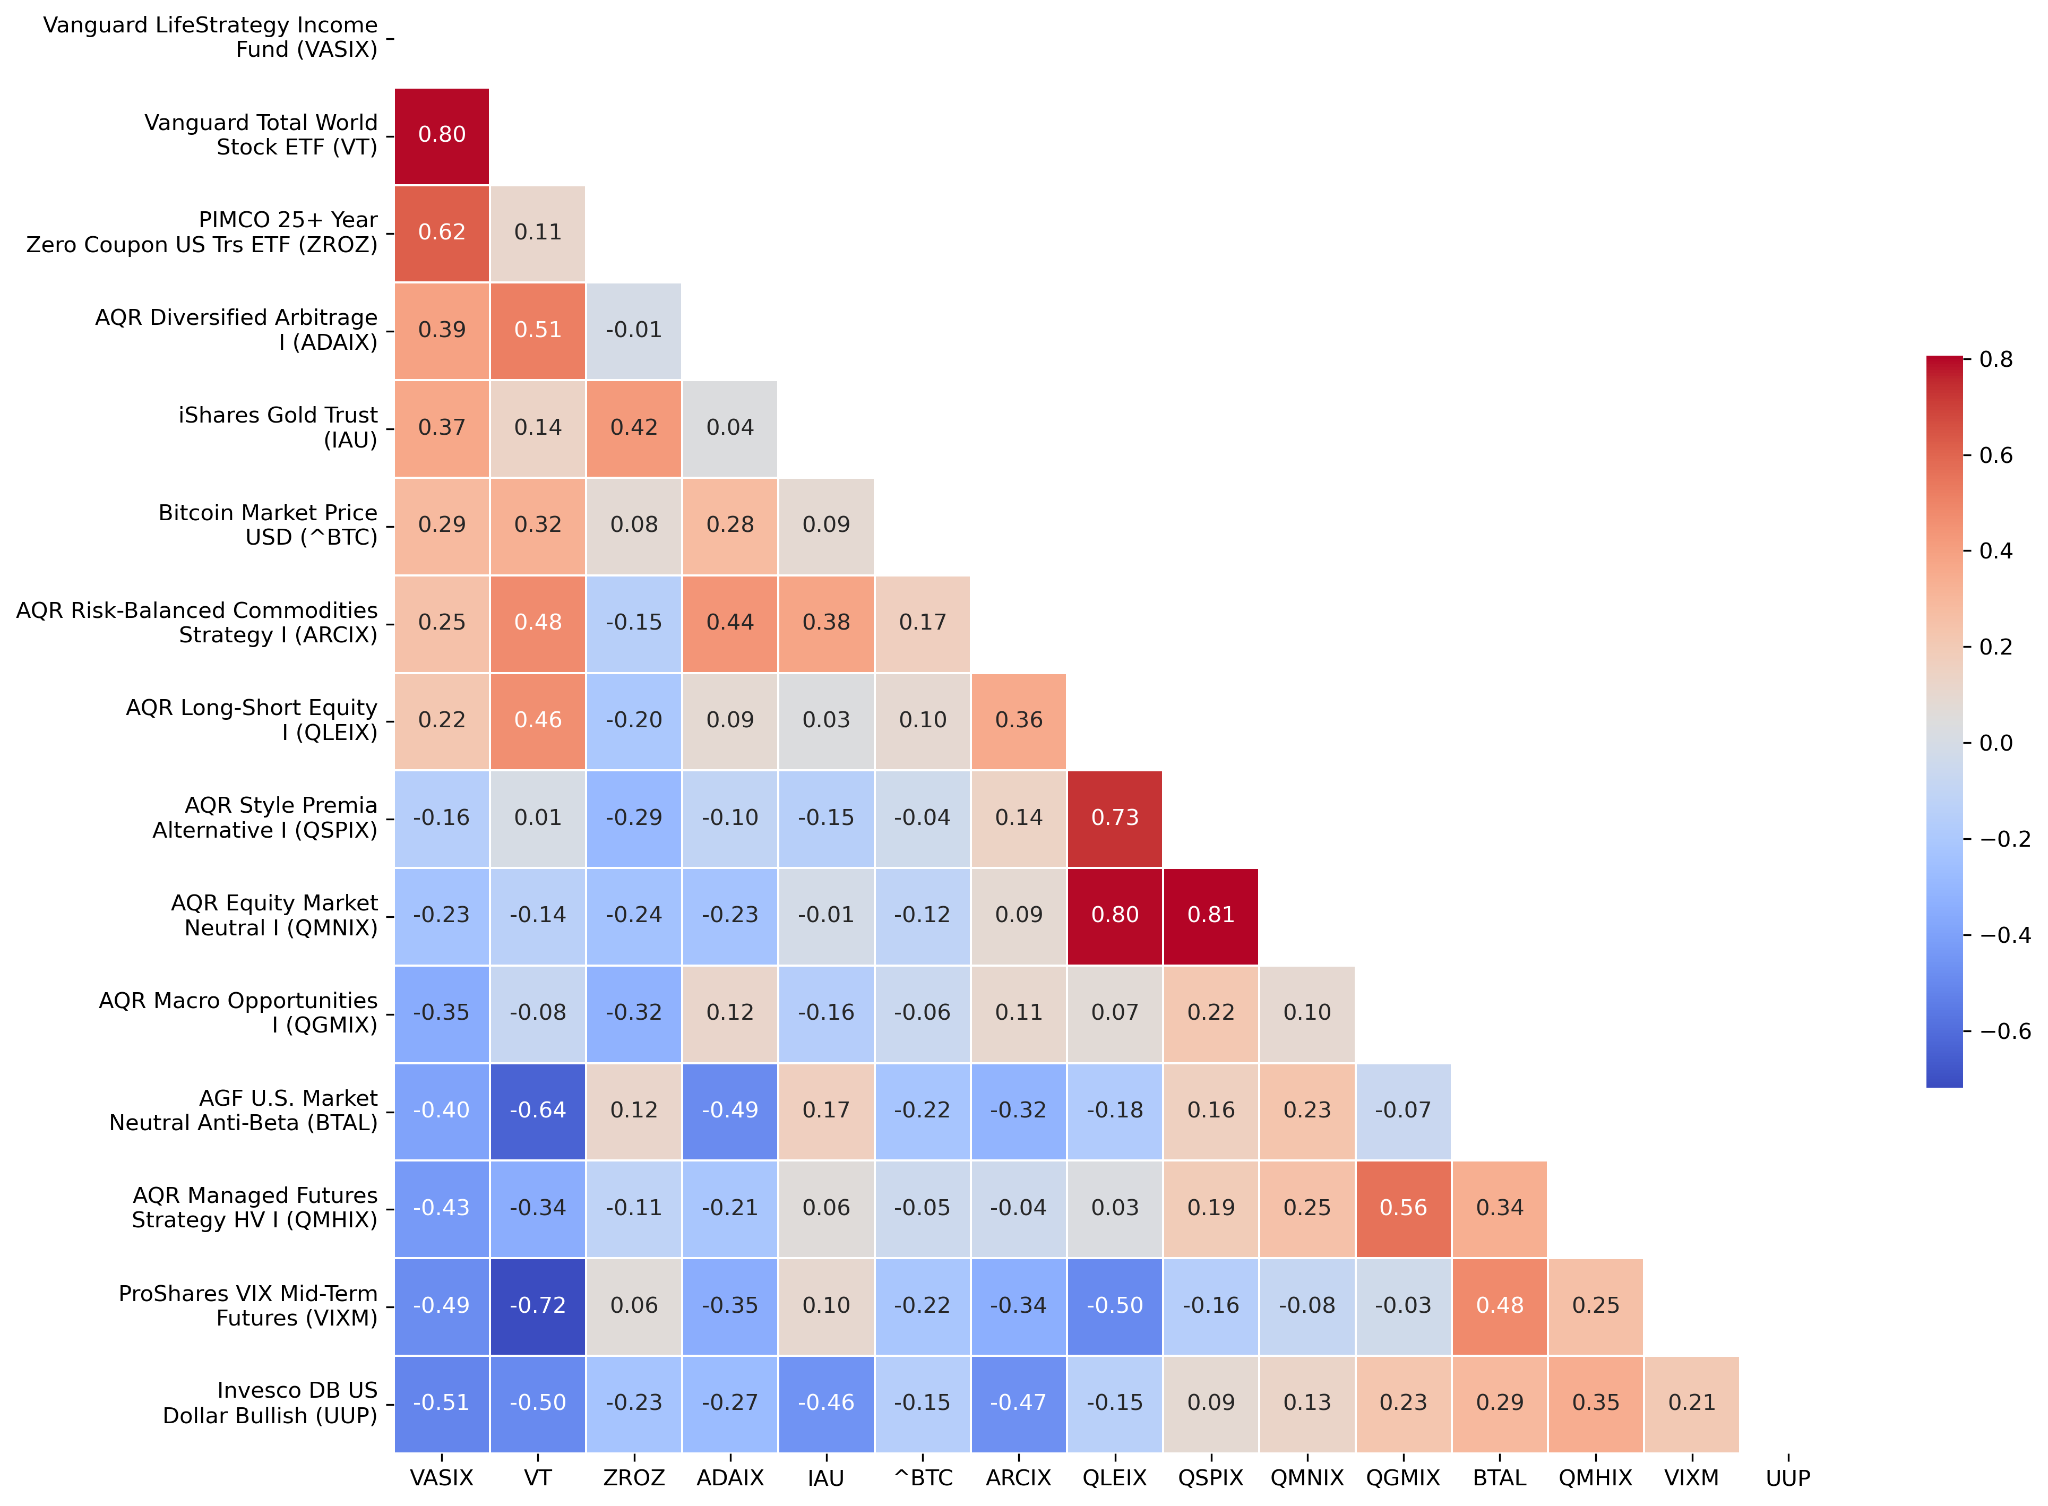 Vanguard LifeStrategy Income
Fund (VASIX)
Vanguard Total World
Stock ETF (VT)
0.80
PIMCO 25+ Year
Zero Coupon US Trs ETF (ZROZ)
0.62 0.11
AQR Diversified Arbitrage
I (ADAIX)
0.39 0.51 -0.01
iShares Gold Trust
(IAU)
0.37 0.14 0.42 0.04
Bitcoin Market Price
USD (^BTC)
0.29 0.32 0.08 0.28 0.09
AQR Risk-Balanced Commodities
Strategy I (ARCIX)
0.25 0.48 -0.15 0.44 0.38 0.17
AQR Long-Short Equity
I (QLEIX)
0.22 0.46 -0.20 0.09 0.03 0.10 0.36
AQR Style Premia
Alternative I (QSPIX)
-0.16 0.01 -0.29 -0.10 -0.15 -0.04 0.14 0.73
AQR Equity Market
Neutral I (QMNIX)
-0.23 -0.14 -0.24 -0.23 -0.01 -0.12 0.09 0.80 0.81
AQR Macro Opportunities
I (QGMIX)
-0.35 -0.08 -0.32 0.12 -0.16 -0.06 0.11 0.07 0.22 0.10
AGF U.S. Market
Neutral Anti-Beta (BTAL)
-0.40 -0.64 0.12 -0.49 0.17 -0.22 -0.32 -0.18 0.16 0.23 -0.07
AQR Managed Futures
Strategy HV I (QMHIX)
-0.43 -0.34 -0.11 -0.21 0.06 -0.05 -0.04 0.03 0.19 0.25 0.56 0.34
ProShares VIX Mid-Term
Futures (VIXM)
-0.49 -0.72 0.06 -0.35 0.10 -0.22 -0.34 -0.50 -0.16 -0.08 -0.03 0.48 0.25
Invesco DB US
Dollar Bullish (UUP)
-0.51 -0.50 -0.23 -0.27 -0.46 -0.15 -0.47 -0.15 0.09 0.13 0.23 0.29 0.35 0.21
VASIX VT ZROZ ADAIX IAU ^BTC ARCIX QLEIX QSPIX QMNIX QGMIX BTAL QMHIX VIXM UUP
0.8
0.6
0.4
0.2
0.0
−0.2
−0.4
−0.6